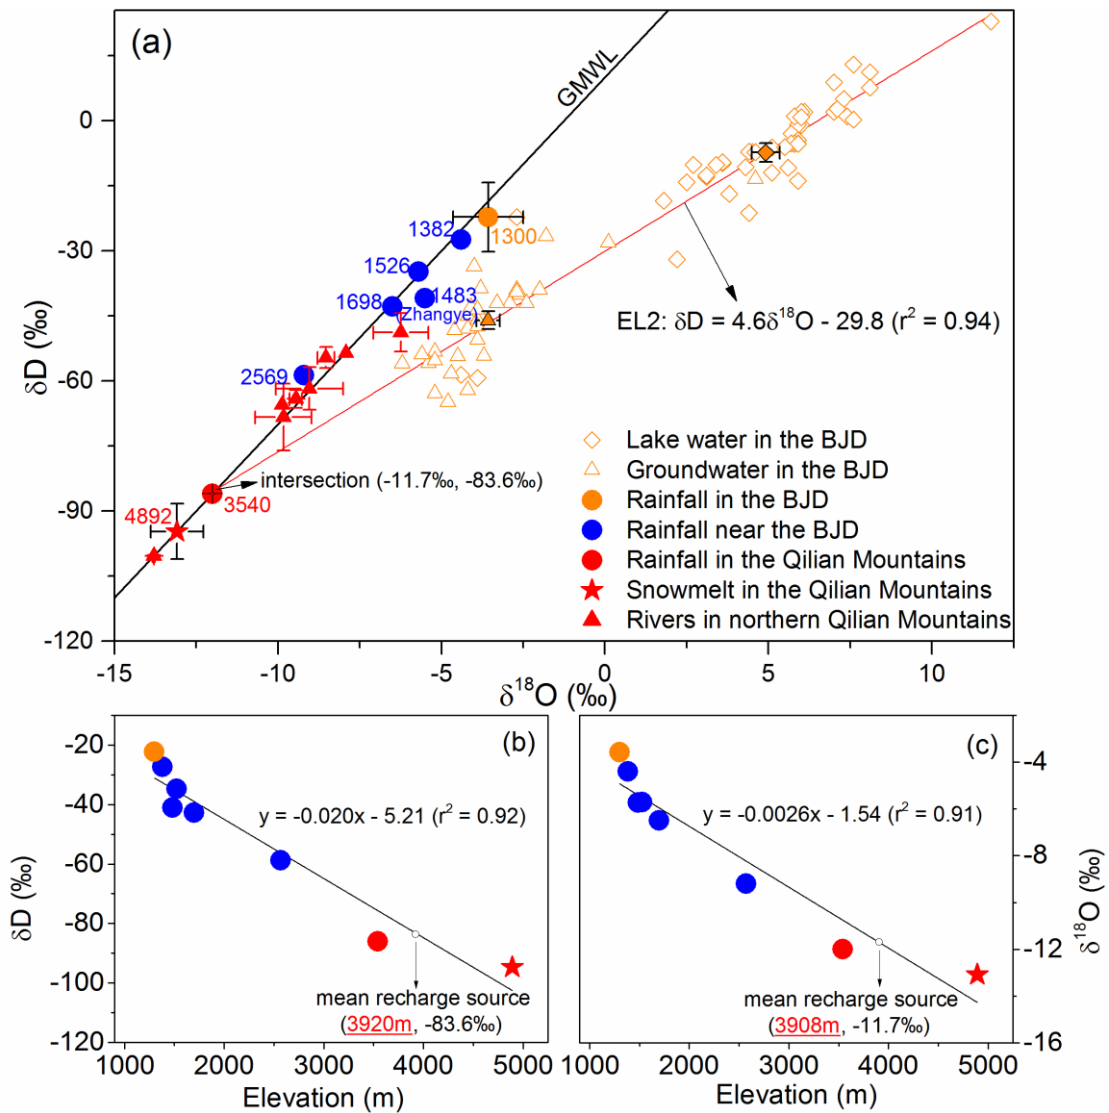 (a)
GMWL
δD (‰)
0
-30
-60
-90
-120
1382
1300
1526
1698
1483
(Zhangye)
2569
EL2: δD = 4.6δ¹⁸O - 29.8 (r² = 0.94)
intersection (-11.7‰, -83.6‰)
3540
4892
Lake water in the BJD
Groundwater in the BJD
Rainfall in the BJD
Rainfall near the BJD
Rainfall in the Qilian Mountains
Snowmelt in the Qilian Mountains
Rivers in northern Qilian Mountains
-15 -10 -5 0 5 10
δ¹⁸O (‰)
(b)
δD (‰)
-20
-40
-60
-80
-100
-120
y = -0.020x - 5.21 (r² = 0.92)
mean recharge source
(3920m, -83.6‰)
1000 2000 3000 4000 5000
Elevation (m)
(c)
y = -0.0026x - 1.54 (r² = 0.91)
mean recharge source
(3908m, -11.7‰)
-4
-8
-12
-16
δ¹⁸O (‰)
1000 2000 3000 4000 5000
Elevation (m)